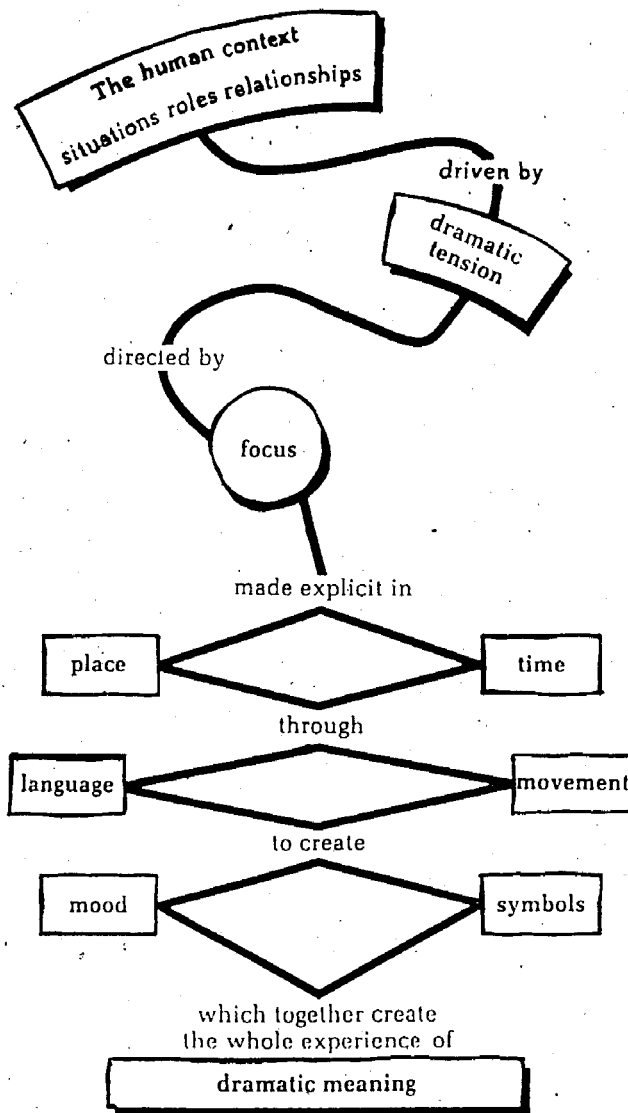 The human context
situations roles relationships
driven by
dramatic
tension
directed by
focus
made explicit in
place
time
through
language
movement
to create
mood
symbols
which together create
the whole experience of
dramatic meaning